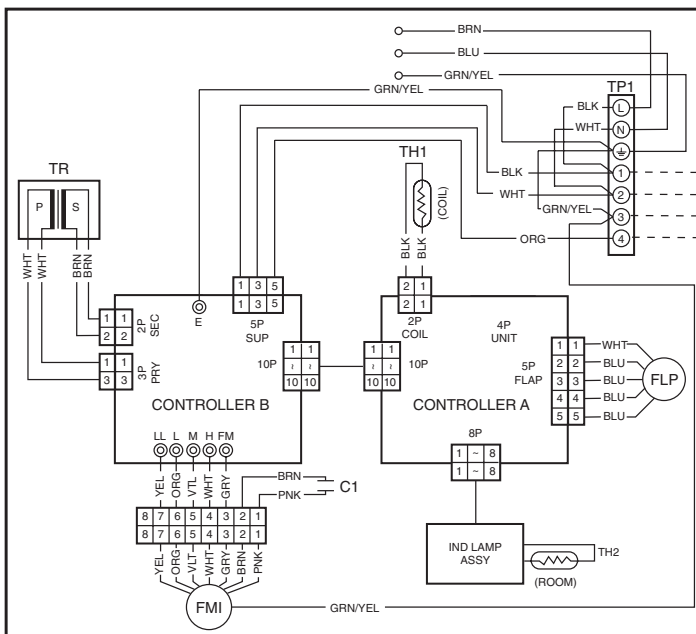 BRN
BLU
GRN/YEL
GRN/YEL
TP1
BLK L
WHT N
TR
TH1
P S
(COIL)
BLK 1
WHT 2
GRN/YEL 3
ORG 4
WHT WHT BRN BRN
BLK BLK
1 3 5
1 3 5
2 1
2 1
E
5P SUP
2P COIL
4P UNIT
1 1
2 2
2P SEC
1 1
3 3
3P PRY
10P
1 1
~ ~
10 10
1 1
~ ~
10 10
10P
5P FLAP
1 1 WHT
2 2 BLU
3 3 BLU
4 4 BLU
5 5 BLU
FLP
CONTROLLER B
CONTROLLER A
LL L M H FM
8P
1 ~ 8
1 ~ 8
YEL ORG VTL WHT GRY
BRN
PNK
C1
8 7 6 5 4 3 2 1
8 7 6 5 4 3 2 1
YEL ORG VLT WHT GRY BRN PNK
IND LAMP ASSY
TH2
(ROOM)
FMI
GRN/YEL